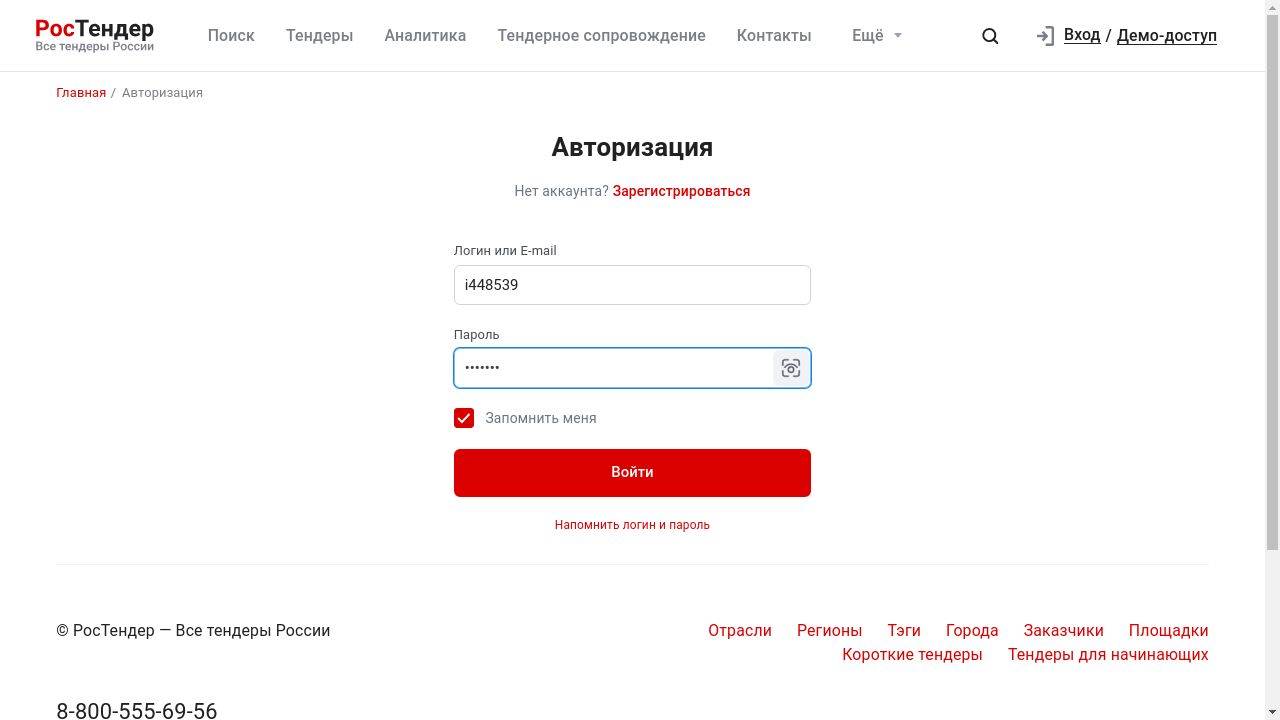 РосТендер
Все тендеры России
Поиск Тендеры Аналитика Тендерное сопровождение Контакты Ещё Вход / Демо-доступ
Главная / Авторизация
Авторизация
Нет аккаунта? Зарегистрироваться
Логин или E-mail
i448539
Пароль
•••••••
Запомнить меня
Войти
Напомнить логин и пароль
© РосТендер — Все тендеры России
Отрасли Регионы Тэги Города Заказчики Площадки
Короткие тендеры Тендеры для начинающих
8-800-555-69-56